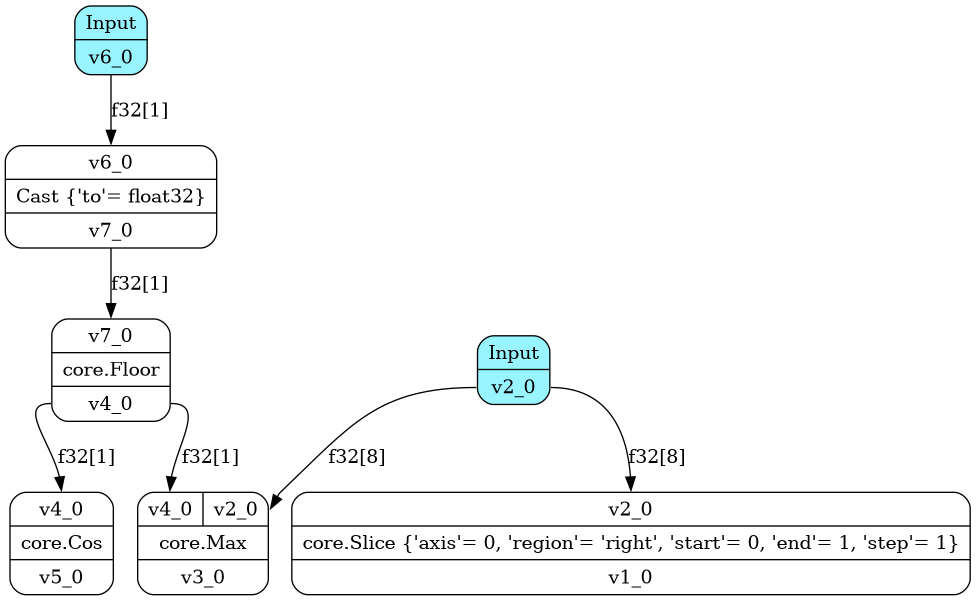 Input
v6_0
f32[1]
v6_0
Cast {'to'= float32}
v7_0
f32[1]
v7_0
core.Floor
v4_0
Input
v2_0
f32[1]
f32[1]
f32[8]
f32[8]
v4_0
core.Cos
v5_0
v4_0 v2_0
core.Max
v3_0
v2_0
core.Slice {'axis'= 0, 'region'= 'right', 'start'= 0, 'end'= 1, 'step'= 1}
v1_0